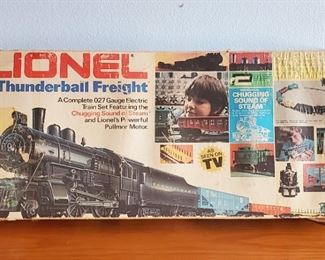 LIONEL
Thunderball Freight
A Complete 027 Gauge Electric
Train Set Featuring the
Chugging Sound of Steam
and Lionel's Powerful
Pullmor Motor.
CHUGGING
SOUND OF
STEAM
AS
SEEN ON
TV